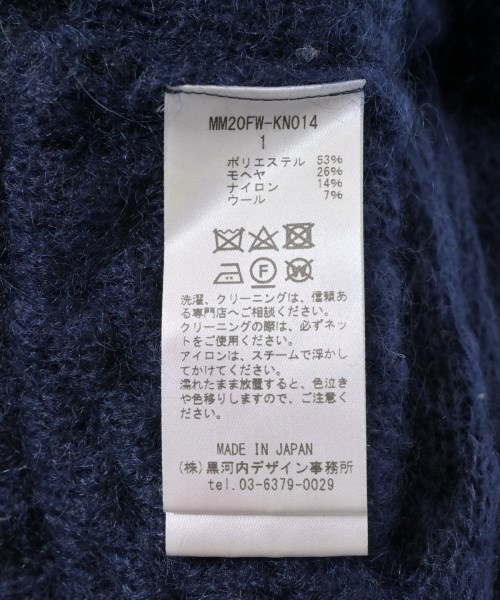 MM20FW-KN014
1
ポリエステル 53%
モヘヤ 26%
ナイロン 14%
ウール 7%
F W
洗濯、クリーニングは、信頼あ
る専門店へご相談ください。
クリーニングの際は、必ずネッ
トをご使用ください。
アイロンは、スチームで浮かし
てかけてください。
濡れたまま放置すると、色泣き
や色移りしますので、ご注意く
ださい。
MADE IN JAPAN
(株)黒河内デザイン事務所
tel.03-6379-0029